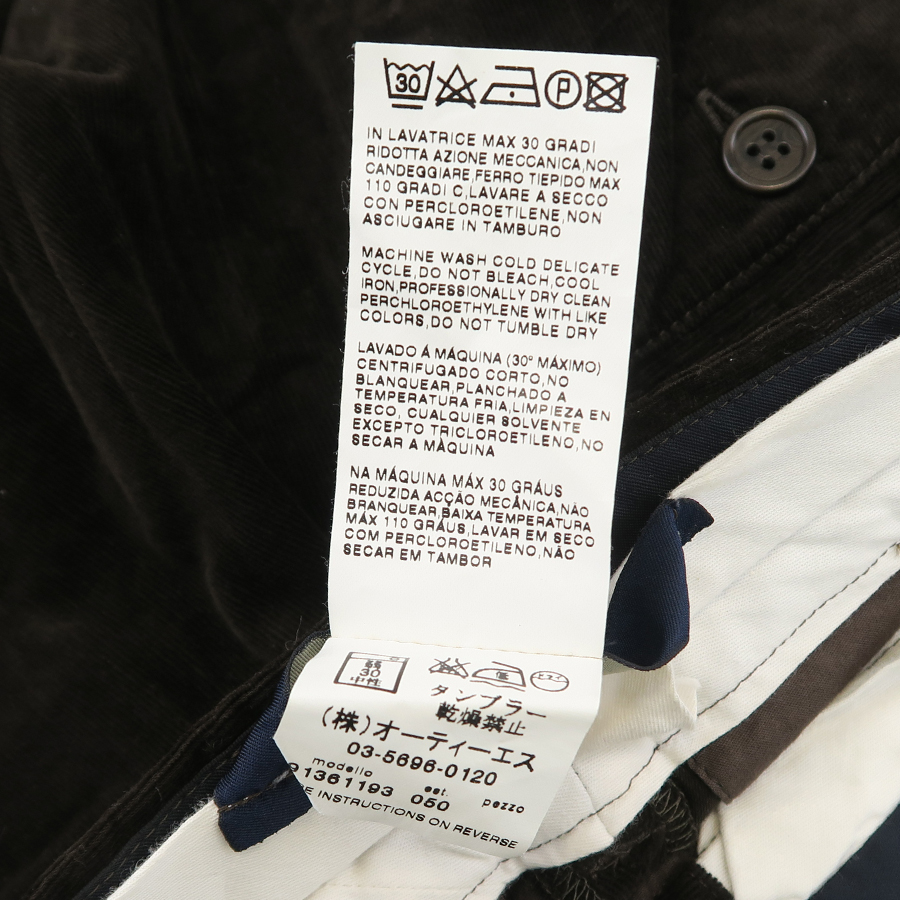 30 P
IN LAVATRICE MAX 30 GRADI
RIDOTTA AZIONE MECCANICA,NON
CANDEGGIARE,FERRO TIEPIDO MAX
110 GRADI C,LAVARE A SECCO
CON PERCLOROETILENE,NON
ASCIUGARE IN TAMBURO
MACHINE WASH COLD DELICATE
CYCLE,DO NOT BLEACH,COOL
IRON,PROFESSIONALLY DRY CLEAN
PERCHLOROETHYLENE WITH LIKE
COLORS,DO NOT TUMBLE DRY
LAVADO Á MÁQUINA (30º MÁXIMO)
CENTRIFUGADO CORTO,NO
BLANQUEAR,PLANCHADO A
TEMPERATURA FRIA,LIMPIEZA EN
SECO, CUALQUIER SOLVENTE
EXCEPTO TRICLOROETILENO,NO
SECAR A MÀQUINA
NA MÁQUINA MÁX 30 GRÁUS
REDUZIDA ACÇÃO MECÂNICA,NÃO
BRANQUEAR,BAIXA TEMPERATURA
MÁX 110 GRÁUS,LAVAR EM SECO
COM PERCLOROETILENO,NÃO
SECAR EM TAMBOR
弱
30
中性
タンブラー
乾燥禁止
(株)オーティーエス
03-5696-0120
modello est. pezzo
91361193 050
INSTRUCTIONS ON REVERSE